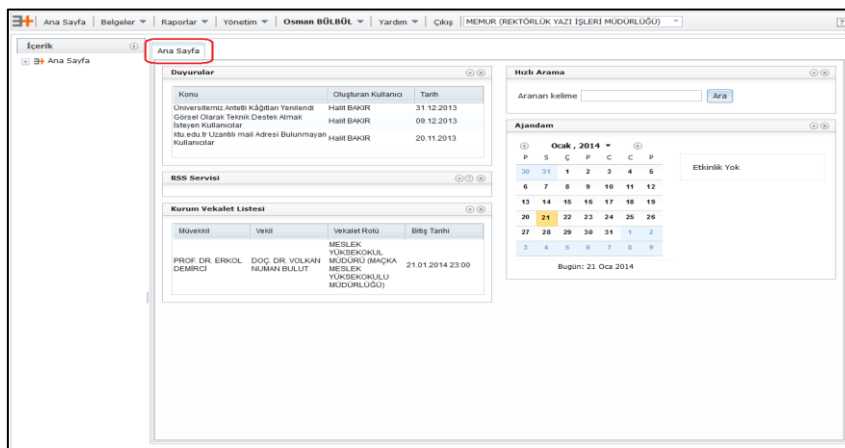 Ana Sayfa Belgeler Raporlar Yönetim Osman BÜLBÜL Yardım Çıkış MEMUR (REKTÖRLÜK YAZI İŞLERİ MÜDÜRLÜĞÜ)
İçerik
Ana Sayfa
Ana Sayfa
Duyurular
Konu Oluşturan Kullanıcı Tarih
Üniversitemiz Antetli Kâğıtları Yenilendi Halit BAKIR 31.12.2013
Görsel Olarak Teknik Destek Almak
İsteyen Kullanıcılar Halit BAKIR 09.12.2013
ktu.edu.tr Uzantılı mail Adresi Bulunmayan
Kullanıcılar Halit BAKIR 20.11.2013
RSS Servisi
Kurum Vekalet Listesi
Müvekkil Vekil Vekalet Rolü Bitiş Tarihi
PROF. DR. ERKOL
DEMİRCİ
DOÇ. DR. VOLKAN
NUMAN BULUT
MESLEK
YÜKSEKOKUL
MÜDÜRÜ (MAÇKA
MESLEK
YÜKSEKOKULU
MÜDÜRLÜĞÜ)
21.01.2014 23:00
Hızlı Arama
Aranan kelime Ara
Ajandam
Ocak , 2014
P S Ç P C C P
30 31 1 2 3 4 5
6 7 8 9 10 11 12
13 14 15 16 17 18 19
20 21 22 23 24 25 26
27 28 29 30 31 1 2
3 4 5 6 7 8 9
Bugün: 21 Oca 2014
Etkinlik Yok